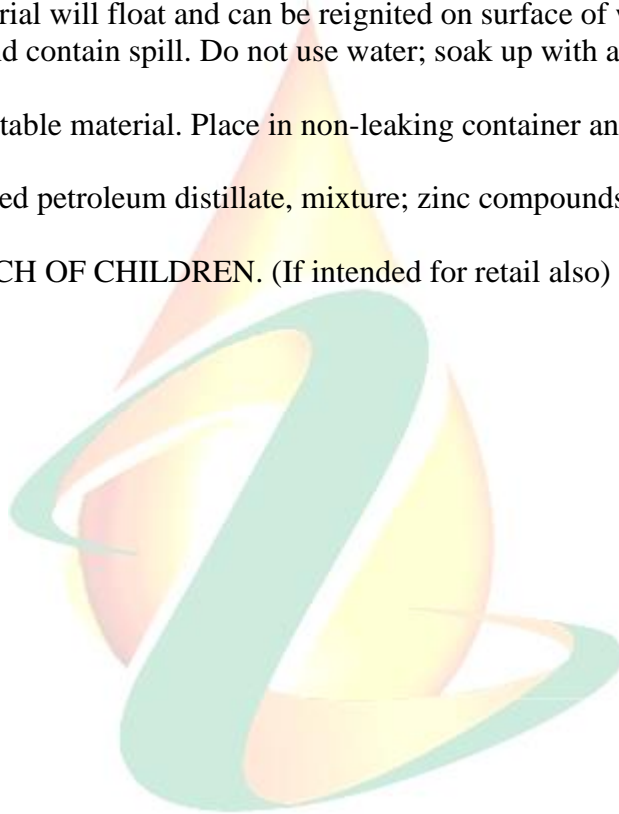 rial will float and can be reignited on surface of
d contain spill. Do not use water; soak up with a
table material. Place in non-leaking container an
ed petroleum distillate, mixture; zinc compounds
CH OF CHILDREN. (If intended for retail also)